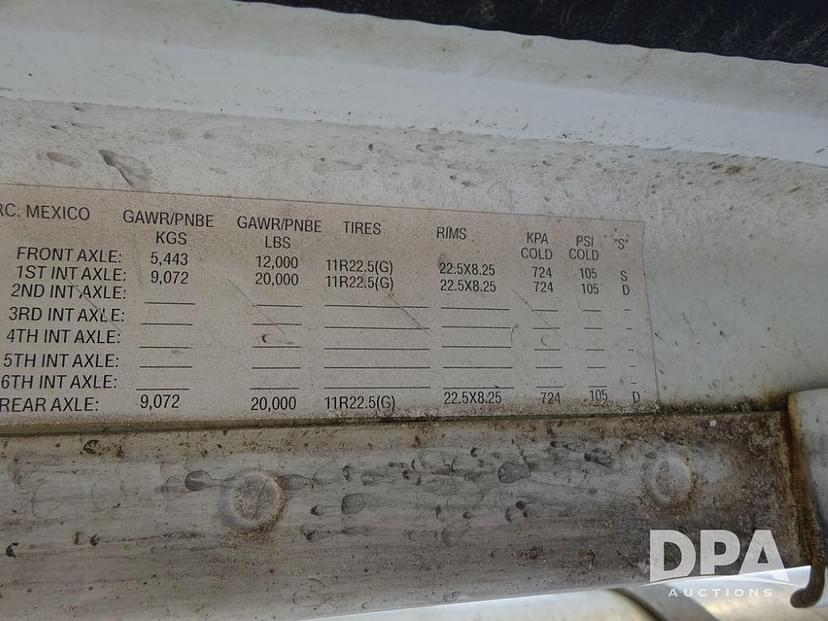 RC. MEXICO GAWR/PNBE KGS GAWR/PNBE LBS TIRES RIMS KPA COLD PSI COLD "S"
FRONT AXLE: 5,443 12,000 11R22.5(G) 22.5X8.25 724 105 S
1ST INT AXLE: 9,072 20,000 11R22.5(G) 22.5X8.25 724 105 D
2ND INT AXLE:
3RD INT AXLE:
4TH INT AXLE:
5TH INT AXLE:
6TH INT AXLE:
REAR AXLE: 9,072 20,000 11R22.5(G) 22.5X8.25 724 105 D
DPA
AUCTIONS